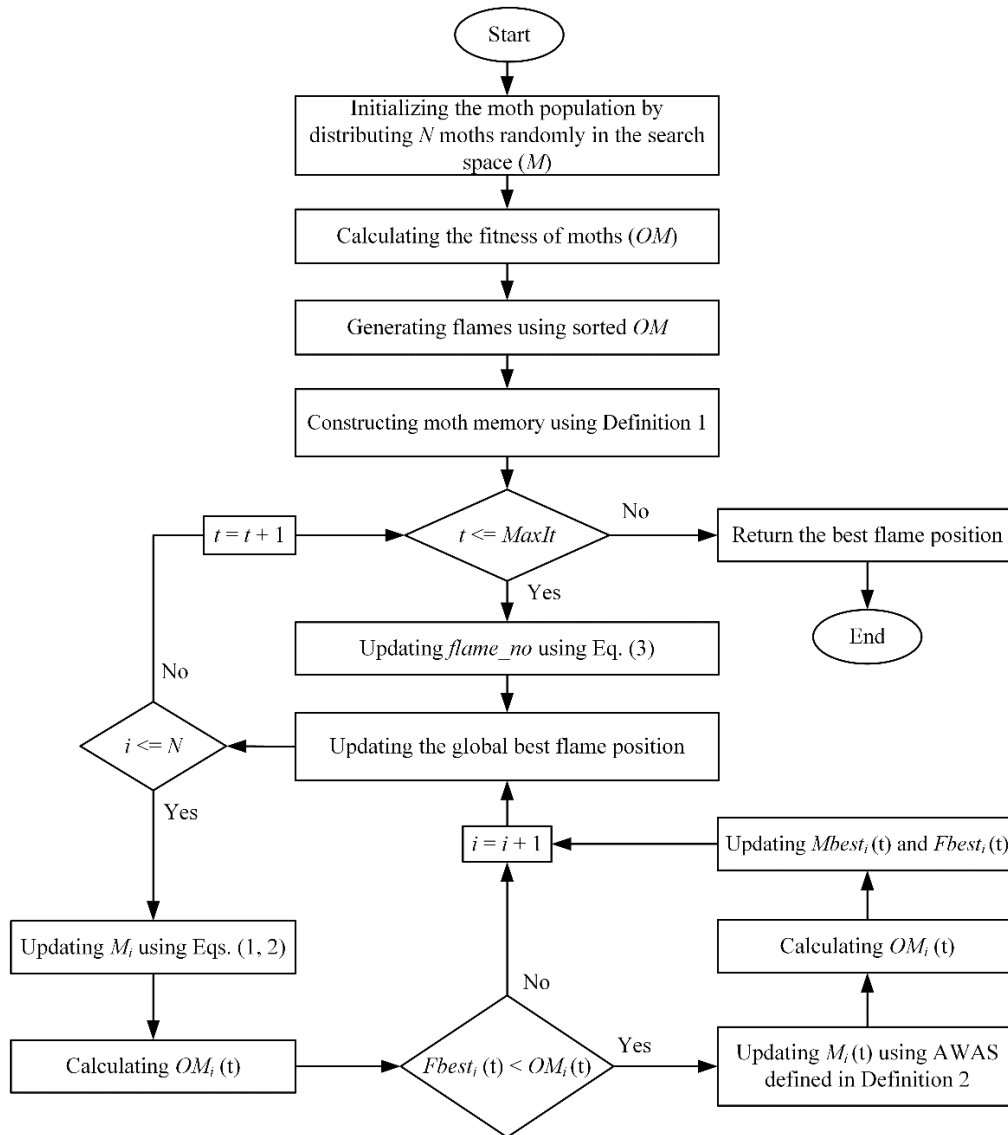 Start
Initializing the moth population by
distributing N moths randomly in the search
space (M)
Calculating the fitness of moths (OM)
Generating flames using sorted OM
Constructing moth memory using Definition 1
t = t + 1
t <= MaxIt
No
Return the best flame position
Yes
End
Updating flame_no using Eq. (3)
No
i <= N
Updating the global best flame position
Yes
i = i + 1
Updating Mbestᵢ (t) and Fbestᵢ (t)
Updating Mᵢ using Eqs. (1, 2)
Calculating OMᵢ (t)
No
Calculating OMᵢ (t)
Fbestᵢ (t) < OMᵢ (t)
Yes
Updating Mᵢ (t) using AWAS
defined in Definition 2